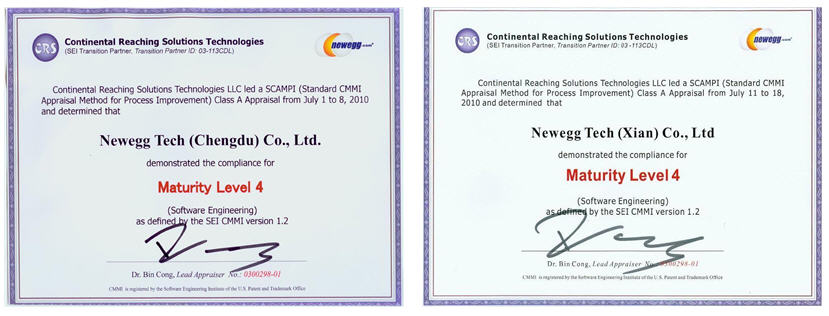 CRS
Continental Reaching Solutions Technologies
(SEI Transition Partner, Transition Partner ID: 03-113CDL)
newegg.com
Continental Reaching Solutions Technologies LLC led a SCAMPI (Standard CMMI
Appraisal Method for Process Improvement) Class A Appraisal from July 1 to 8, 2010
and determined that
Newegg Tech (Chengdu) Co., Ltd.
demonstrated the compliance for
Maturity Level 4
(Software Engineering)
as defined by the SEI CMMI version 1.2
Dr. Bin Cong, Lead Appraiser No.: 0300298-01
CMMI is registered by the Software Engineering Institute of the U.S. Patent and Trademark Office
CRS
Continental Reaching Solutions Technologies
(SEI Transition Partner, Transition Partner ID: 03-113CDL)
newegg.com
Continental Reaching Solutions Technologies LLC led a SCAMPI (Standard CMMI
Appraisal Method for Process Improvement) Class A Appraisal from July 11 to 18,
2010 and determined that
Newegg Tech (Xian) Co., Ltd
demonstrated the compliance for
Maturity Level 4
(Software Engineering)
as defined by the SEI CMMI version 1.2
Dr. Bin Cong, Lead Appraiser No.: 0300298-01
CMMI is registered by the Software Engineering Institute of the U.S. Patent and Trademark Office